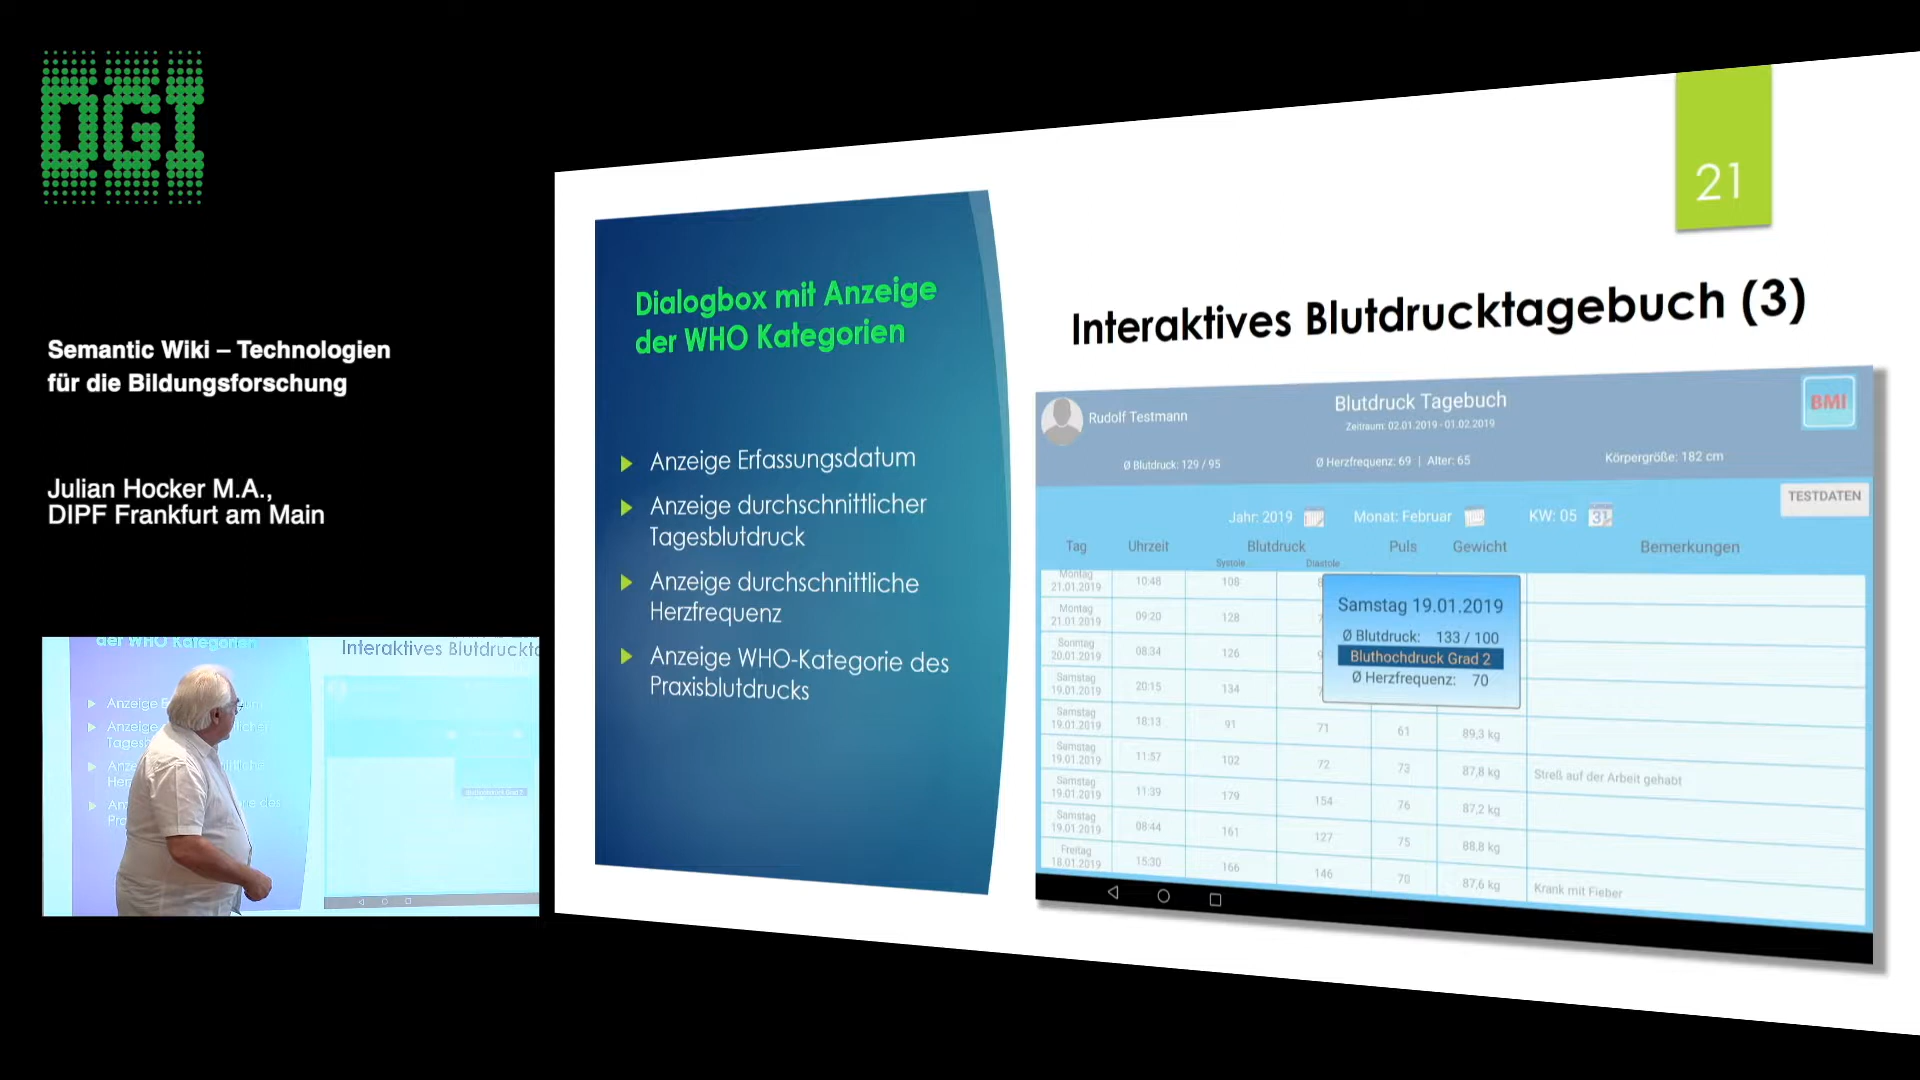 DGI
Semantic Wiki – Technologien
für die Bildungsforschung
Julian Hocker M.A.,
DIPF Frankfurt am Main
21
Dialogbox mit Anzeige
der WHO Kategorien
Anzeige Erfassungsdatum
Anzeige durchschnittlicher
Tagesblutdruck
Anzeige durchschnittliche
Herzfrequenz
Anzeige WHO-Kategorie des
Praxisblutdrucks
Interaktives Blutdrucktagebuch (3)
Rudolf Testmann
Blutdruck Tagebuch
Zeitraum: 02.01.2019 - 01.02.2019
BMI
Ø Blutdruck: 129 / 95
Ø Herzfrequenz: 69 | Alter: 65
Körpergröße: 182 cm
TESTDATEN
Jahr: 2019 Monat: Februar KW: 05 31
Tag Uhrzeit Blutdruck Puls Gewicht Bemerkungen
Systole Diastole
Montag 21.01.2019 10:48 108
Montag 21.01.2019 09:20 128
Sonntag 20.01.2019 08:34 126
Samstag 19.01.2019 20:15 134
Samstag 19.01.2019 18:13 91 71 61 89,3 kg
Samstag 19.01.2019 11:57 102 72 73 87,8 kg Streß auf der Arbeit gehabt
Samstag 19.01.2019 11:39 179 154 76 87,2 kg
Samstag 19.01.2019 08:44 161 127 75 88,8 kg
Freitag 18.01.2019 15:30 166 146 70 87,6 kg Krank mit Fieber
Samstag 19.01.2019
Ø Blutdruck: 133 / 100
Bluthochdruck Grad 2
Ø Herzfrequenz: 70
der WHO Kategorien
Interaktives Blutdruckt
Anzeige
Anzeige
Bluthochdruck Grad 2